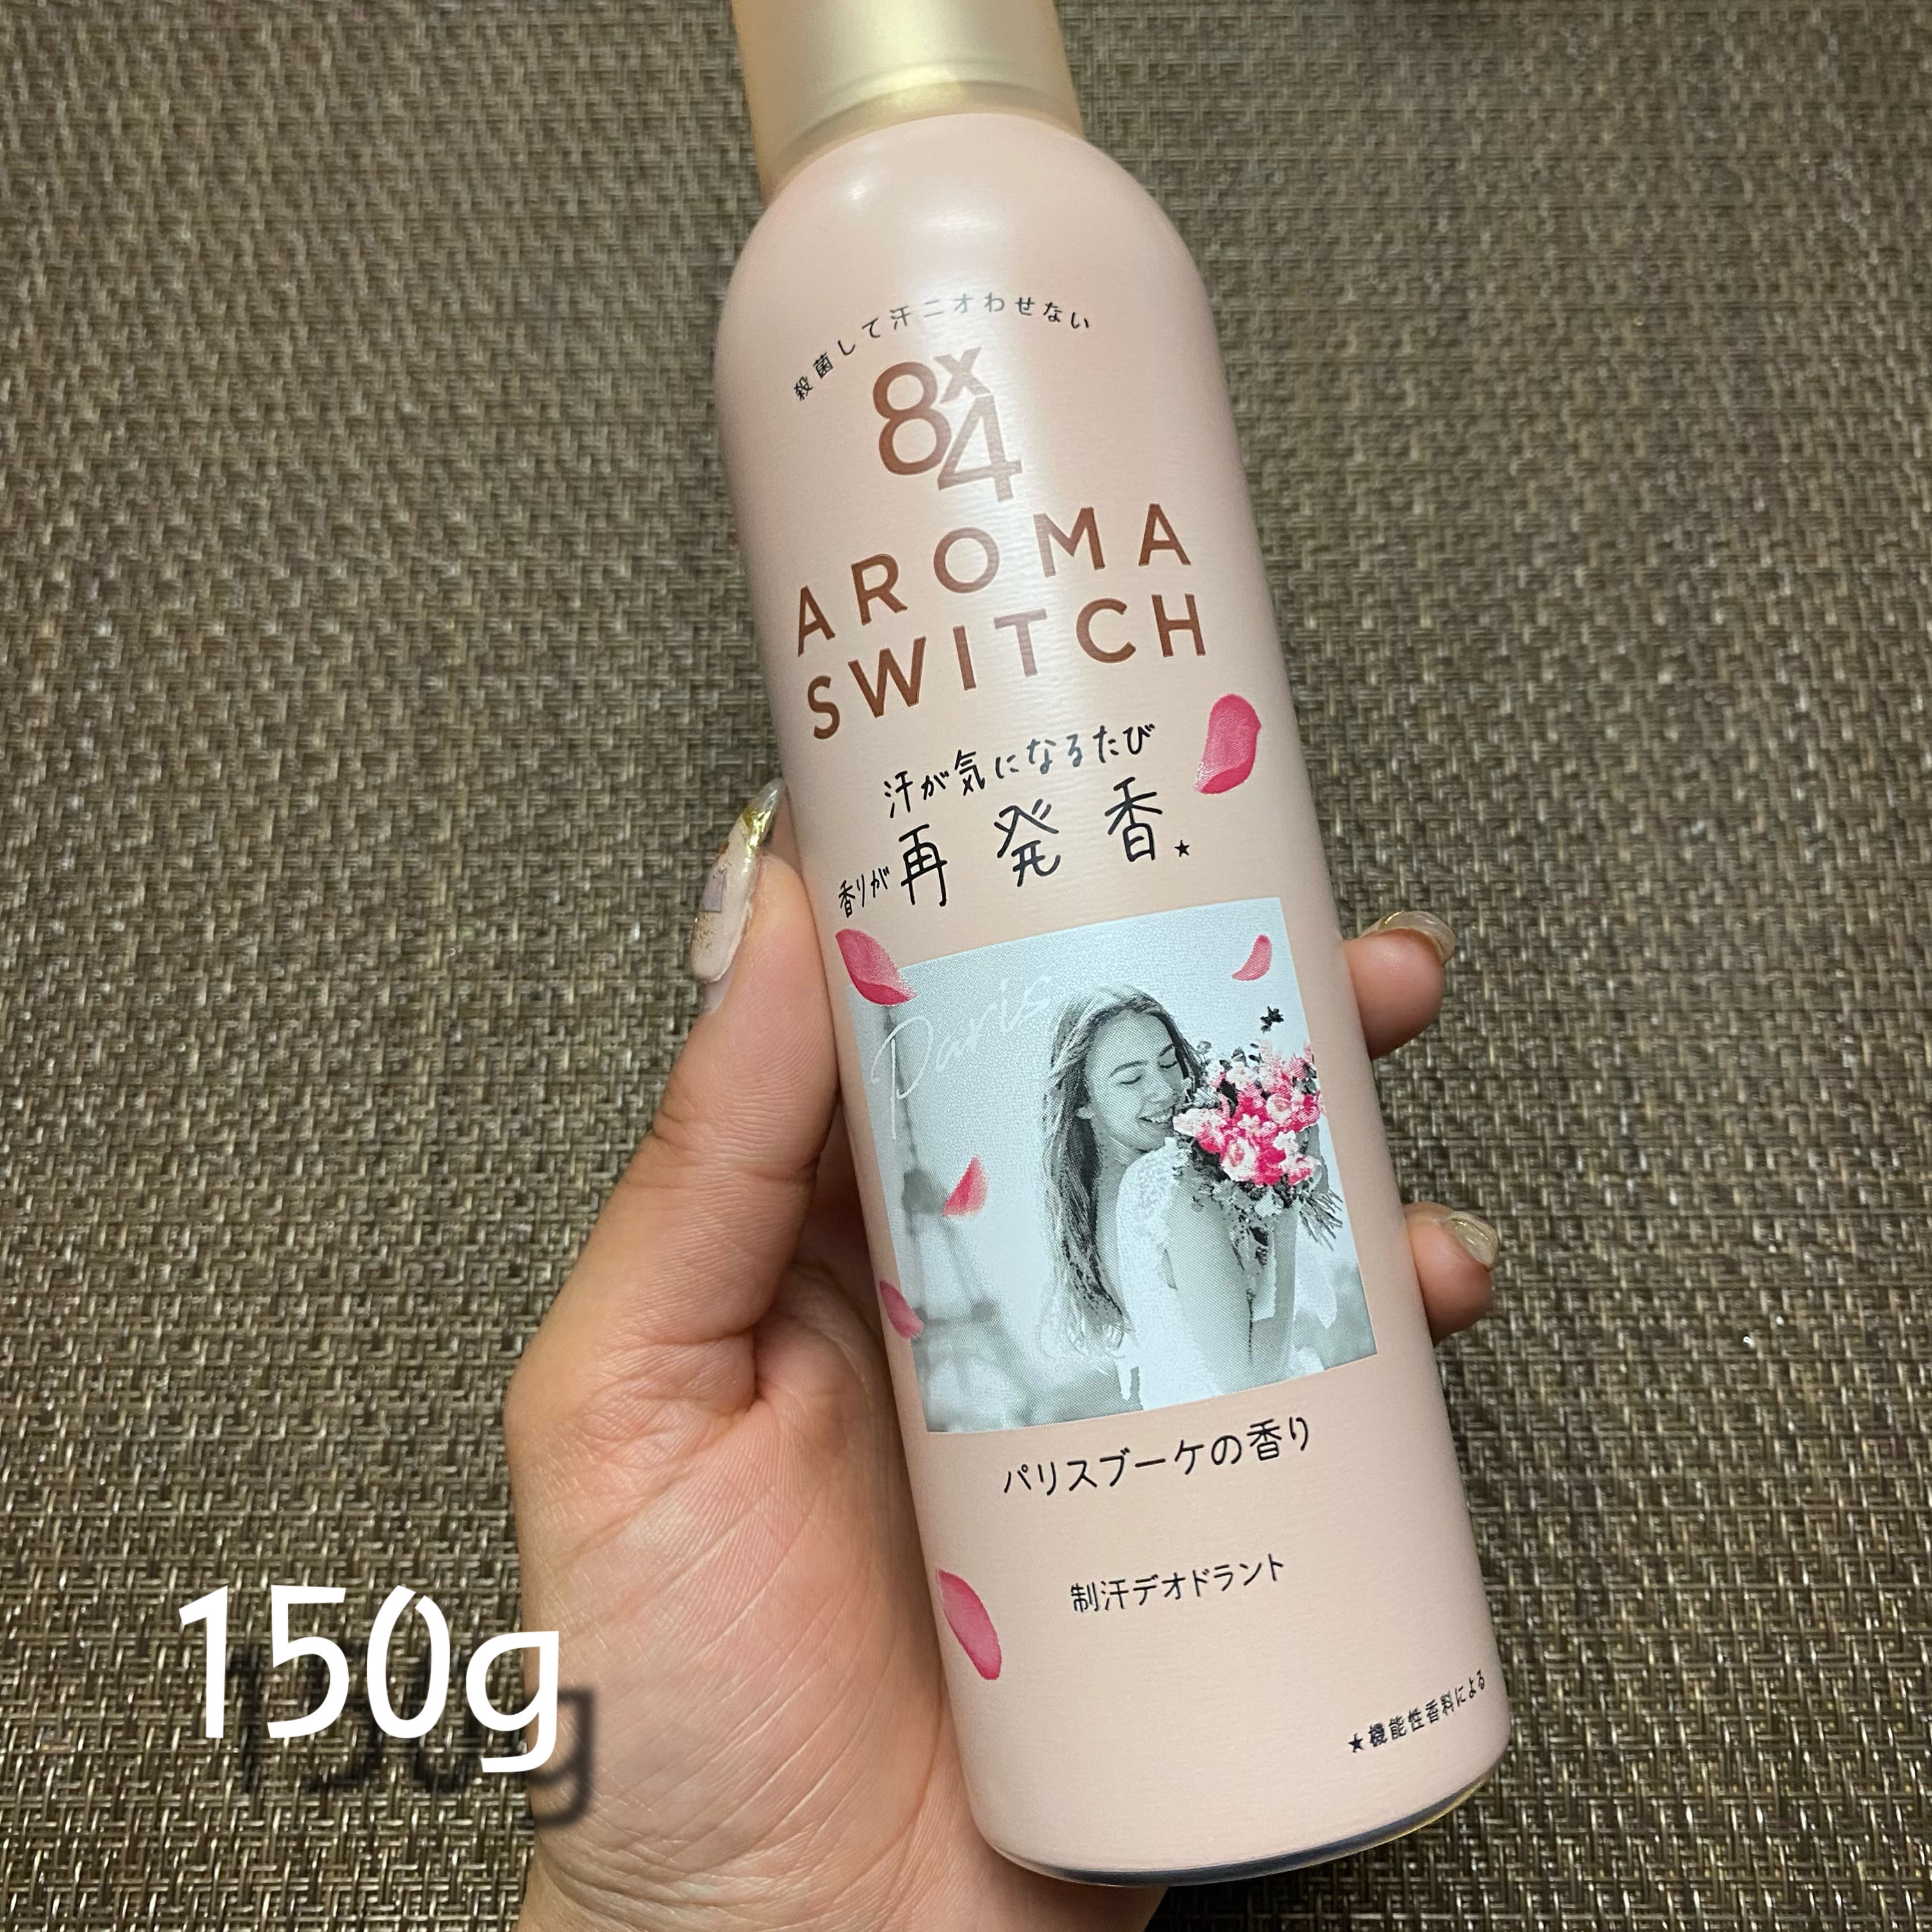 殺菌して汗ニオわせない
8x4
AROMA
SWITCH
汗が気になるたび
香りが再発香★
Paris
パリスブーケの香り
制汗デオドラント
★機能性香料による
150g